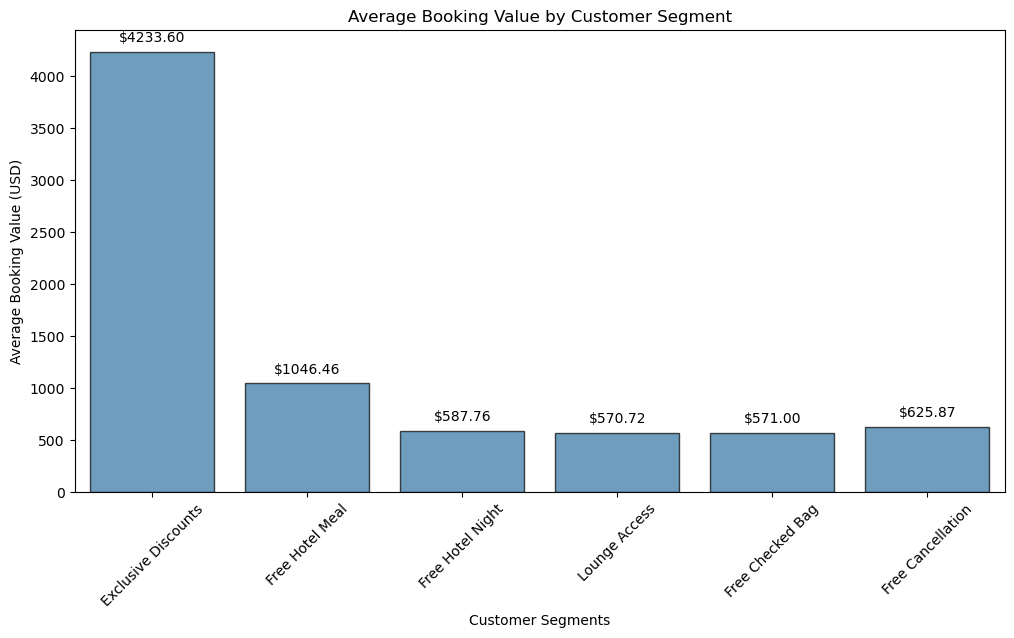 Average Booking Value by Customer Segment
Average Booking Value (USD)
4000
3500
3000
2500
2000
1500
1000
500
0
$4233.60
$1046.46
$587.76
$570.72
$571.00
$625.87
Exclusive Discounts
Free Hotel Meal
Free Hotel Night
Lounge Access
Free Checked Bag
Free Cancellation
Customer Segments